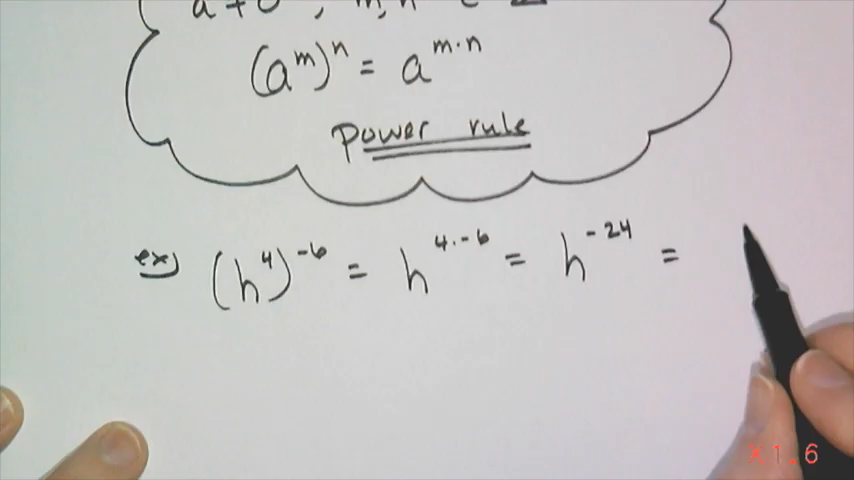 (a^m)^n = a^{m·n}
Power rule
ex) (h^4)^{-6} = h^{4·-6} = h^{-24} =
x1.6